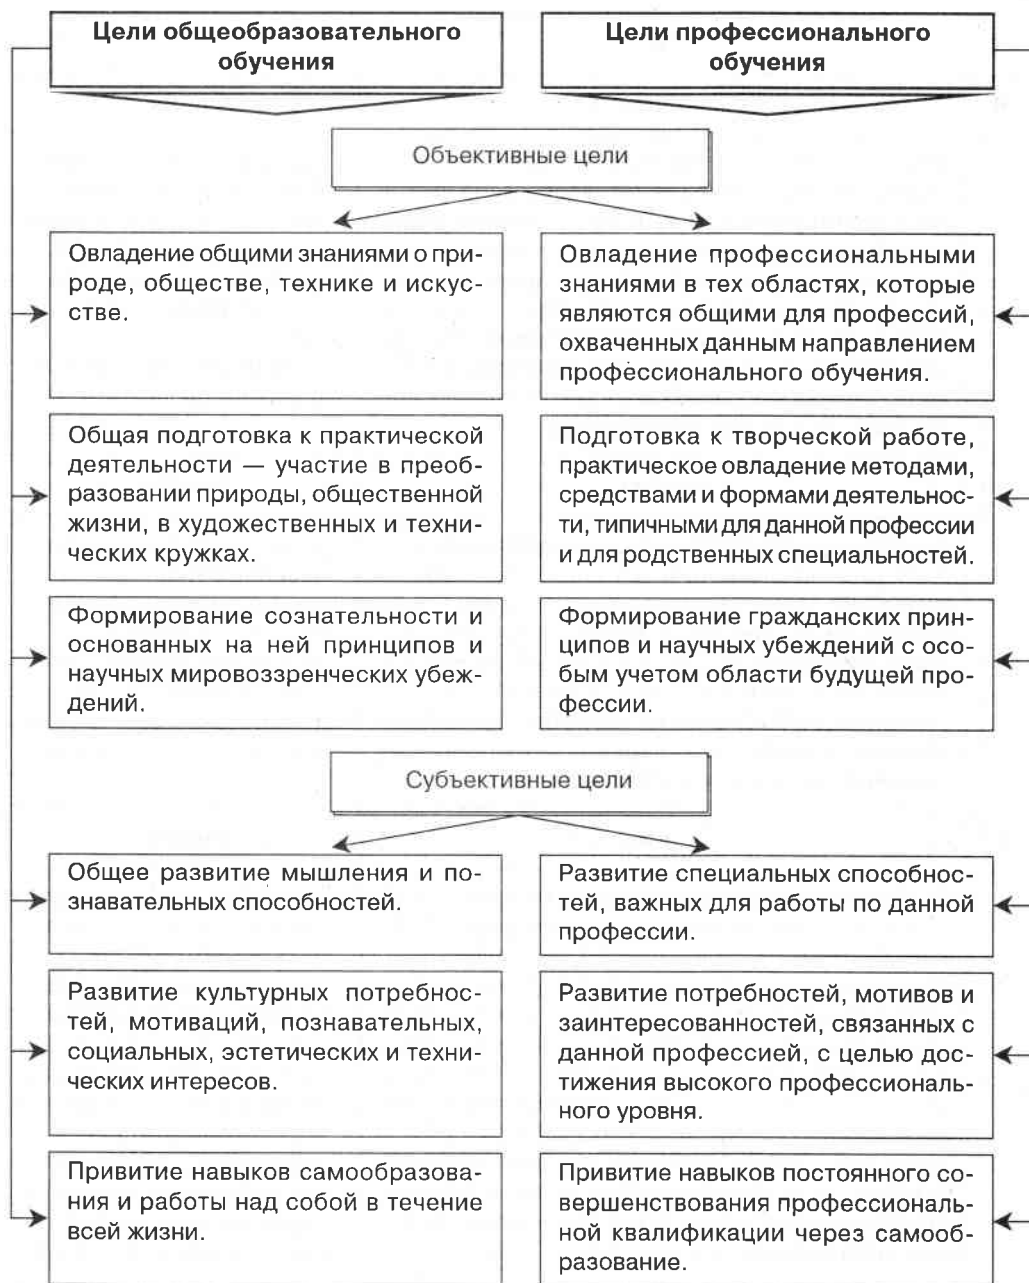 Цели общеобразовательного
обучения
Цели профессионального
обучения
Объективные цели
Овладение общими знаниями о при-
роде, обществе, технике и искус-
стве.
Овладение профессиональными
знаниями в тех областях, которые
являются общими для профессий,
охваченных данным направлением
профессионального обучения.
Общая подготовка к практической
деятельности — участие в преоб-
разовании природы, общественной
жизни, в художественных и техни-
ческих кружках.
Подготовка к творческой работе,
практическое овладение методами,
средствами и формами деятельнос-
ти, типичными для данной профессии
и для родственных специальностей.
Формирование сознательности и
основанных на ней принципов и
научных мировоззренческих убеж-
дений.
Формирование гражданских прин-
ципов и научных убеждений с осо-
бым учетом области будущей про-
фессии.
Субъективные цели
Общее развитие мышления и по-
знавательных способностей.
Развитие специальных способнос-
тей, важных для работы по данной
профессии.
Развитие культурных потребнос-
тей, мотиваций, познавательных,
социальных, эстетических и техни-
ческих интересов.
Развитие потребностей, мотивов и
заинтересованностей, связанных с
данной профессией, с целью дос-
тижения высокого профессиональ-
ного уровня.
Привитие навыков самообразова-
ния и работы над собой в течение
всей жизни.
Привитие навыков постоянного со-
вершенствования профессиональ-
ной квалификации через самооб-
разование.